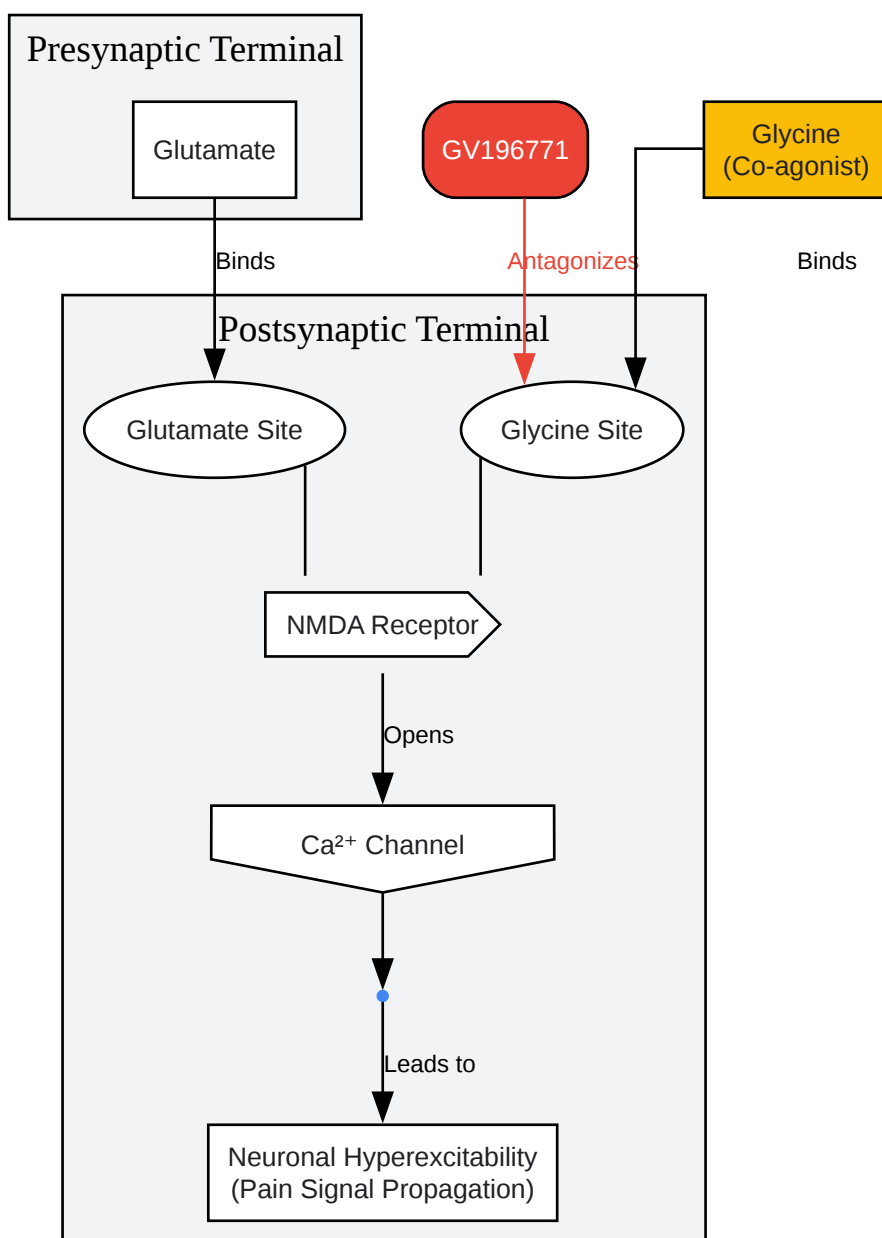 Presynaptic Terminal
Glutamate
GV196771
Glycine
(Co-agonist)
Binds
Antagonizes
Binds
Postsynaptic Terminal
Glutamate Site
Glycine Site
NMDA Receptor
Opens
Ca²⁺ Channel
Leads to
Neuronal Hyperexcitability
(Pain Signal Propagation)